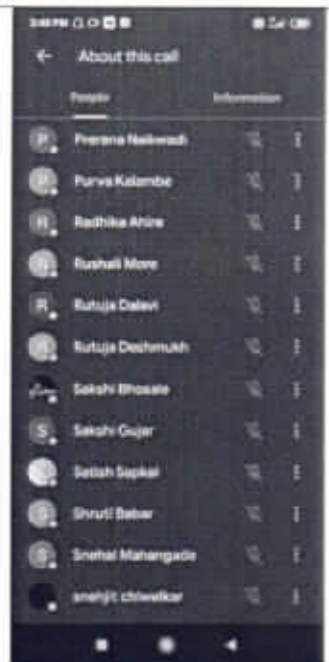 About this call
People Information
P Prerana Naikwadi
P Purva Kalambe
R Radhika Ahire
R Rushali More
R Rutuja Dalavi
R Rutuja Deshmukh
Sakshi Bhosale
S Sakshi Gujar
Satish Sapkal
S Shruti Babar
S Snehal Mahangade
snehjit chiwelkar